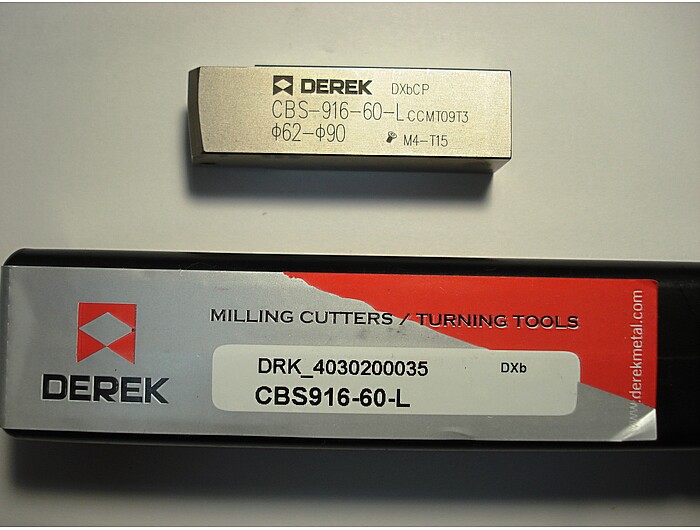 DEREK DXbCP
CBS-916-60-L-CCMT09T3
Φ62-Φ90 M4-T15
MILLING CUTTERS / TURNING TOOLS
DRK_4030200035 DXb
CBS916-60-L
DEREK
www.derekmetal.com